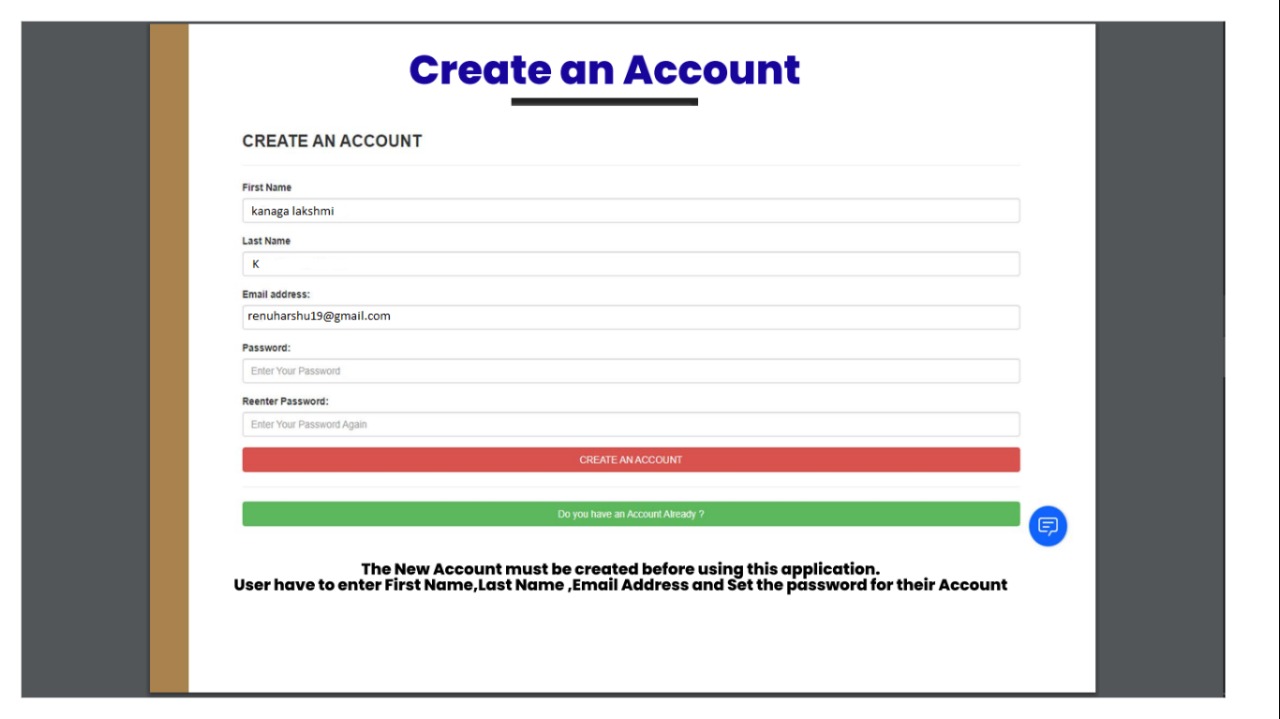 Create an Account
CREATE AN ACCOUNT
First Name
kanaga lakshmi
Last Name
K
Email address:
renuharshu19@gmail.com
Password:
Enter Your Password
Reenter Password:
Enter Your Password Again
CREATE AN ACCOUNT
Do you have an Account Already ?
The New Account must be created before using this application.
User have to enter First Name,Last Name ,Email Address and Set the password for their Account